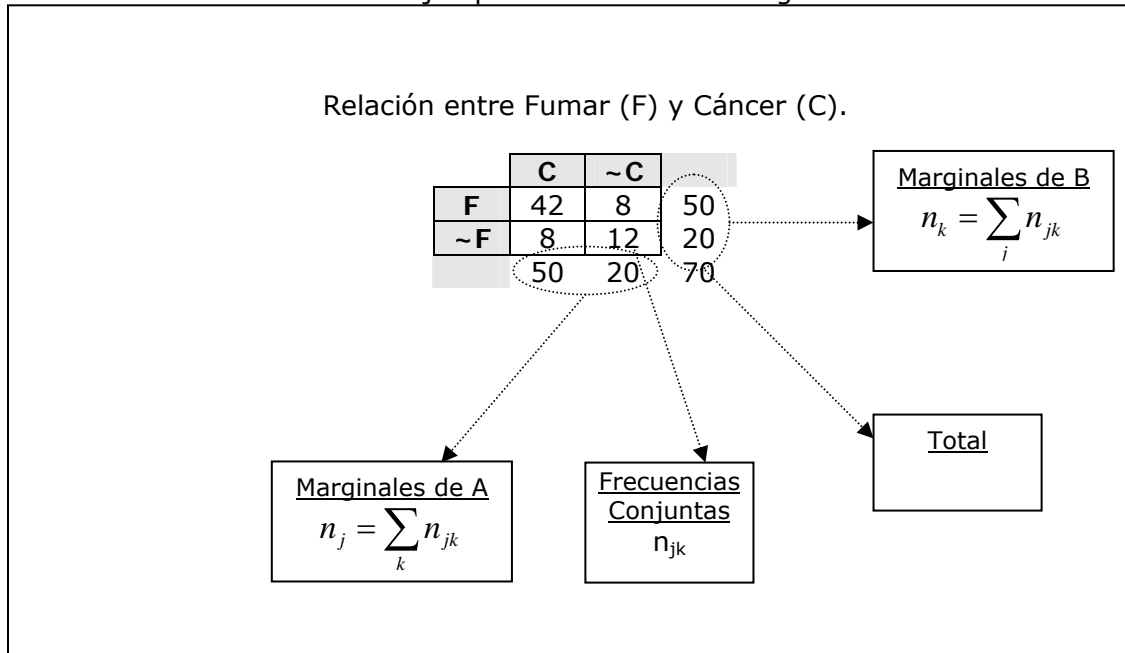 Relación entre Fumar (F) y Cáncer (C).
C ~C
F 42 8 50
~F 8 12 20
50 20 70
Marginales de B
n_k = ∑_j n_jk
Total
Marginales de A
n_j = ∑_k n_jk
Frecuencias
Conjuntas
n_jk